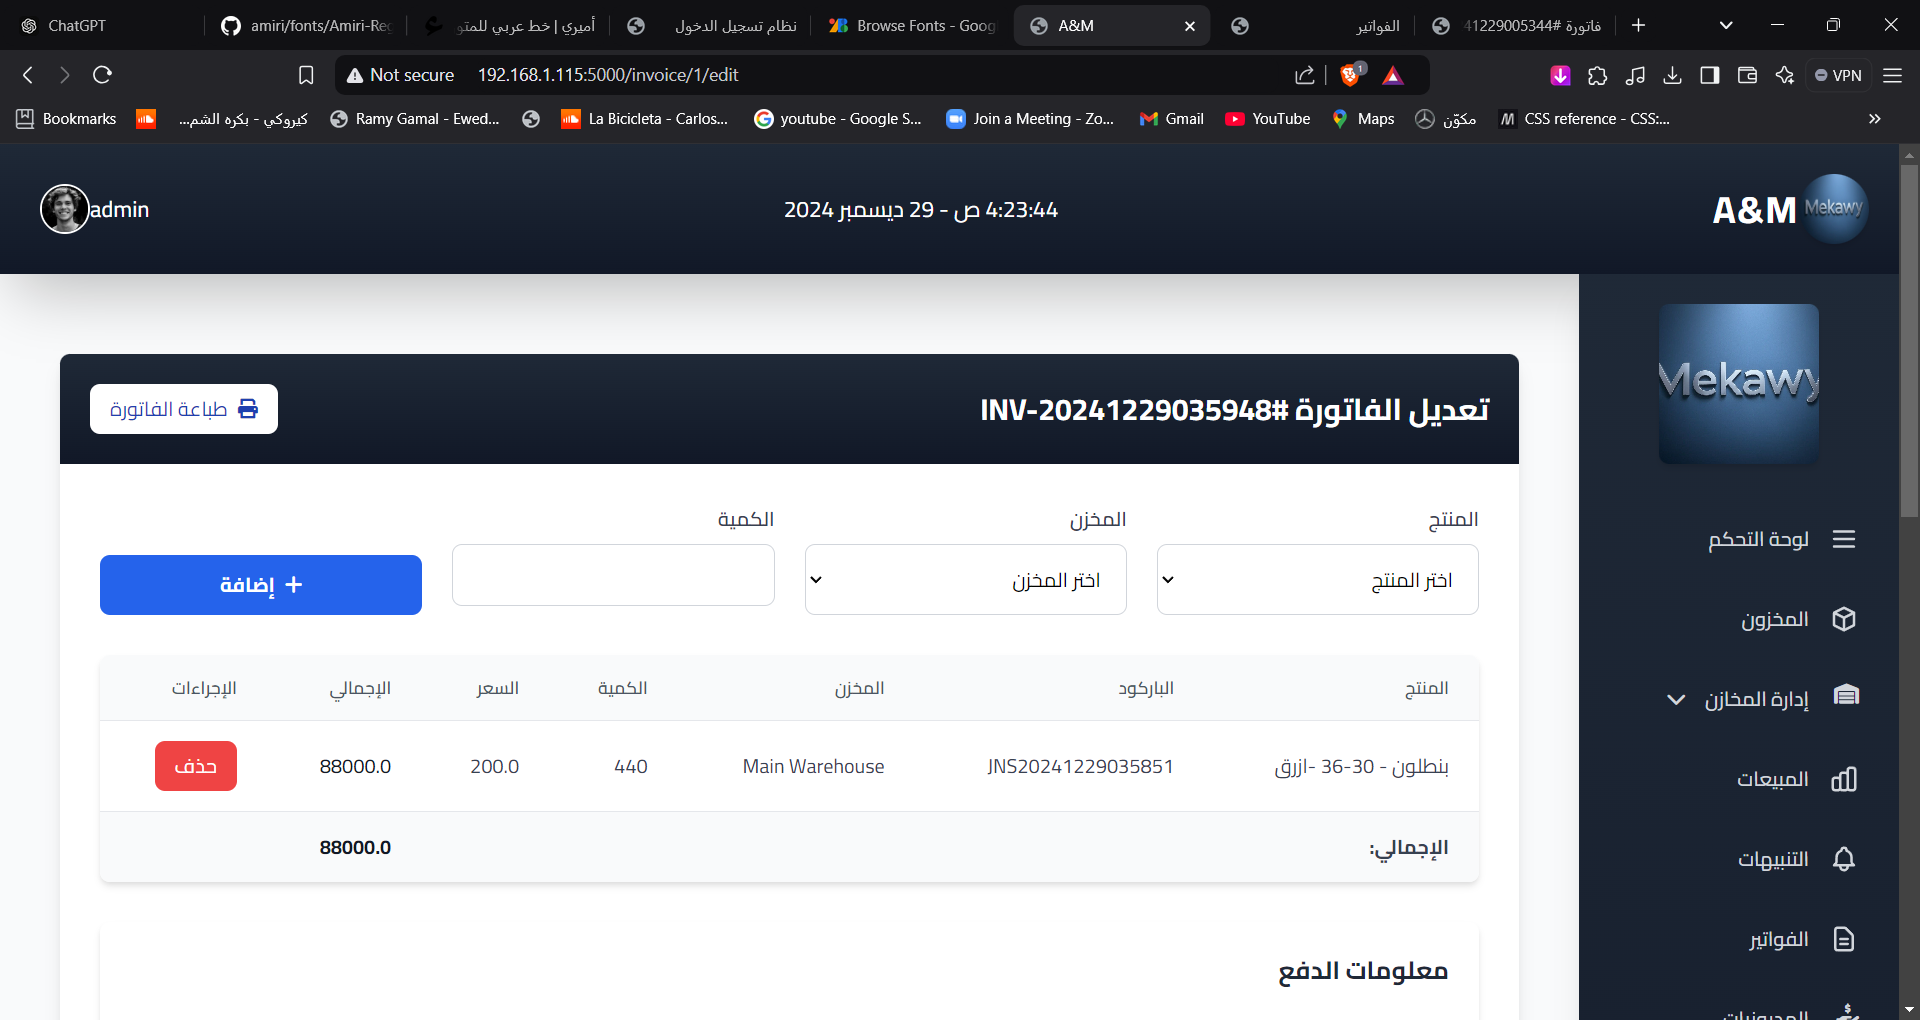 ChatGPT
amiri/fonts/Amiri-Reg
أميري | خط عربي للمتو
نظام تسجيل الدخول
Browse Fonts - Goog
A&M
الفواتير
فاتورة #41229005344
Not secure 192.168.1.115:5000/invoice/1/edit
1
VPN
Bookmarks
كيروكي - بكره الشم...
Ramy Gamal - Ewed...
La Bicicleta - Carlos...
youtube - Google S...
Join a Meeting - Zo...
Gmail
YouTube
Maps
مكوّن
CSS reference - CSS:...
A&M
Mekawy
4:23:44 ص - 29 ديسمبر 2024
admin
Mekawy
لوحة التحكم
المخزون
إدارة المخازن
المبيعات
التنبيهات
الفواتير
المديونيات
تعديل الفاتورة #INV-20241229035948
طباعة الفاتورة
المنتج المخزن الكمية
اختر المنتج اختر المخزن + إضافة
المنتج الباركود المخزن الكمية السعر الإجمالي الإجراءات
بنطلون - 30-36 -ازرق JNS20241229035851 Main Warehouse 440 200.0 88000.0 حذف
الإجمالي: 88000.0
معلومات الدفع